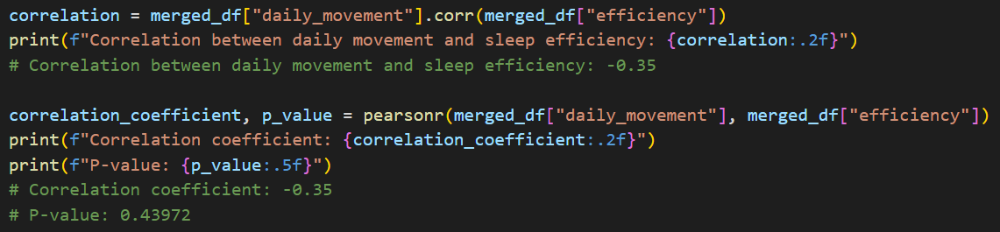 correlation = merged_df["daily_movement"].corr(merged_df["efficiency"])
print(f"Correlation between daily movement and sleep efficiency: {correlation:.2f}")
# Correlation between daily movement and sleep efficiency: -0.35

correlation_coefficient, p_value = pearsonr(merged_df["daily_movement"], merged_df["efficiency"])
print(f"Correlation coefficient: {correlation_coefficient:.2f}")
print(f"P-value: {p_value:.5f}")
# Correlation coefficient: -0.35
# P-value: 0.43972